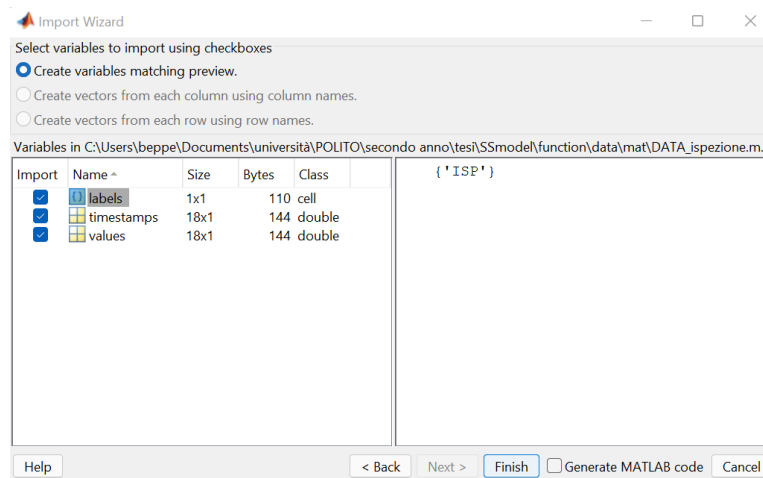 Import Wizard
Select variables to import using checkboxes
Create variables matching preview.
Create vectors from each column using column names.
Create vectors from each row using row names.
Variables in C:\Users\beppe\Documents\università\POLITO\secondo anno\tesi\SSmodel\function\data\mat\DATA_ispezione.m
Import Name Size Bytes Class
{'ISP'}
labels 1x1 110 cell
timestamps 18x1 144 double
values 18x1 144 double
Help < Back Next > Finish Generate MATLAB code Cancel